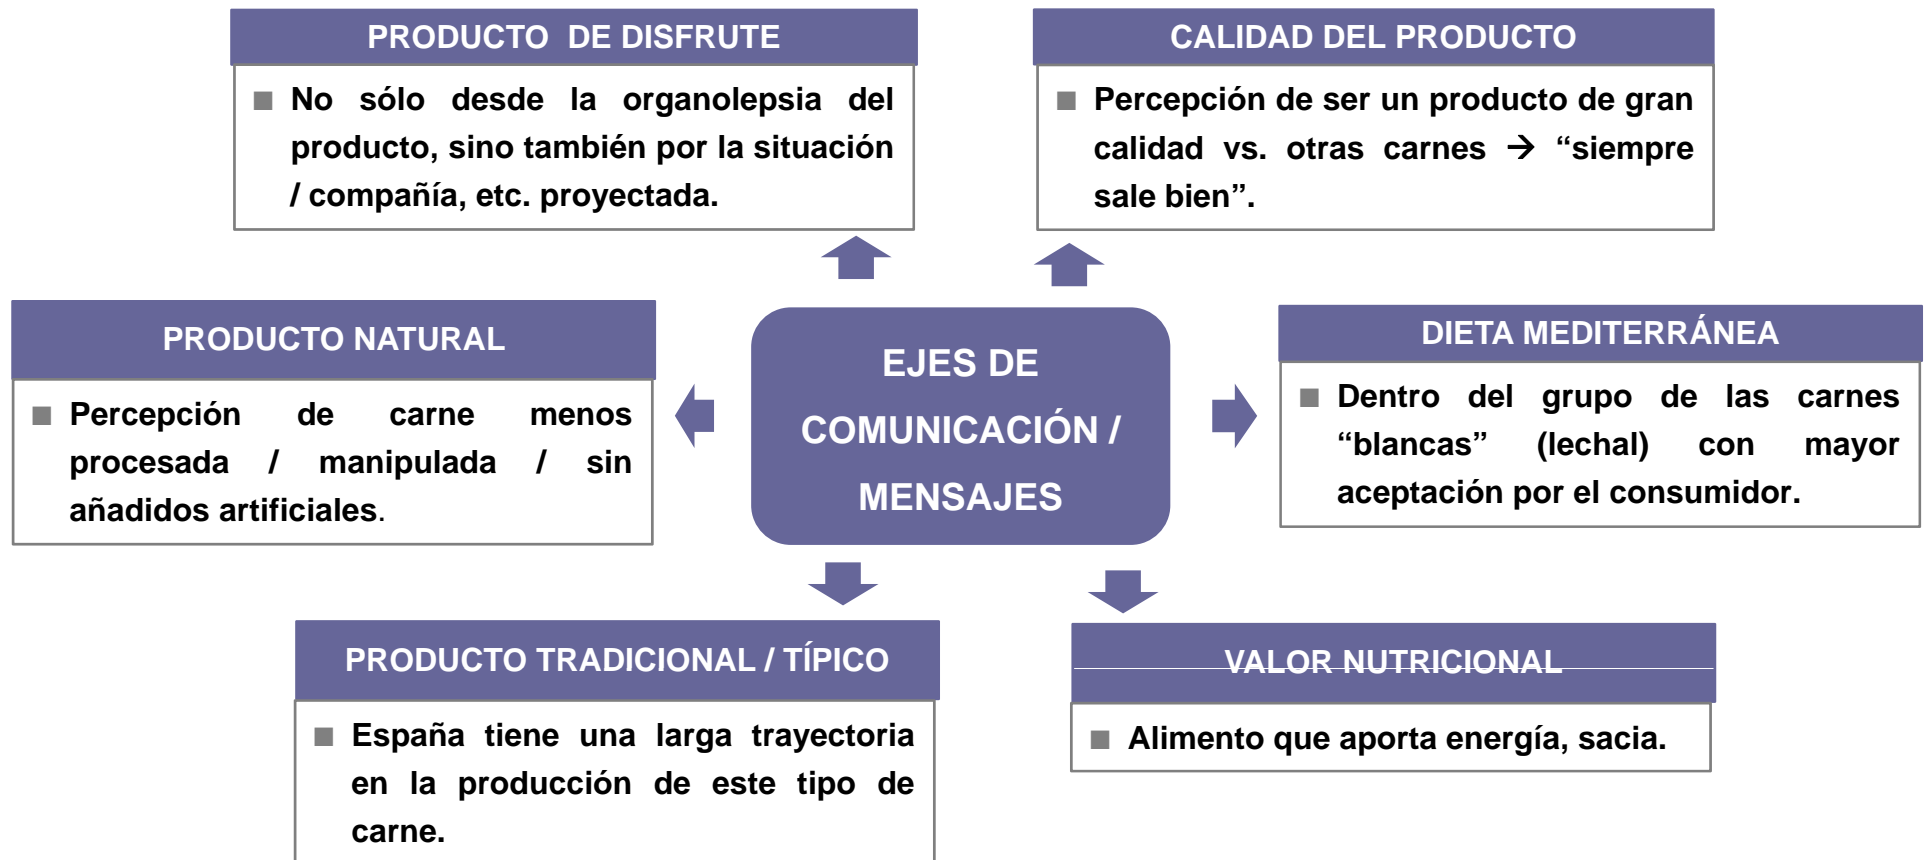 PRODUCTO DE DISFRUTE
■ No sólo desde la organolepsia del
producto, sino también por la situación
/ compañía, etc. proyectada.
CALIDAD DEL PRODUCTO
■ Percepción de ser un producto de gran
calidad vs. otras carnes → “siempre
sale bien”.
PRODUCTO NATURAL
■ Percepción de carne menos
procesada / manipulada / sin
añadidos artificiales.
EJES DE
COMUNICACIÓN /
MENSAJES
DIETA MEDITERRÁNEA
■ Dentro del grupo de las carnes
“blancas” (lechal) con mayor
aceptación por el consumidor.
PRODUCTO TRADICIONAL / TÍPICO
■ España tiene una larga trayectoria
en la producción de este tipo de
carne.
VALOR NUTRICIONAL
■ Alimento que aporta energía, sacia.